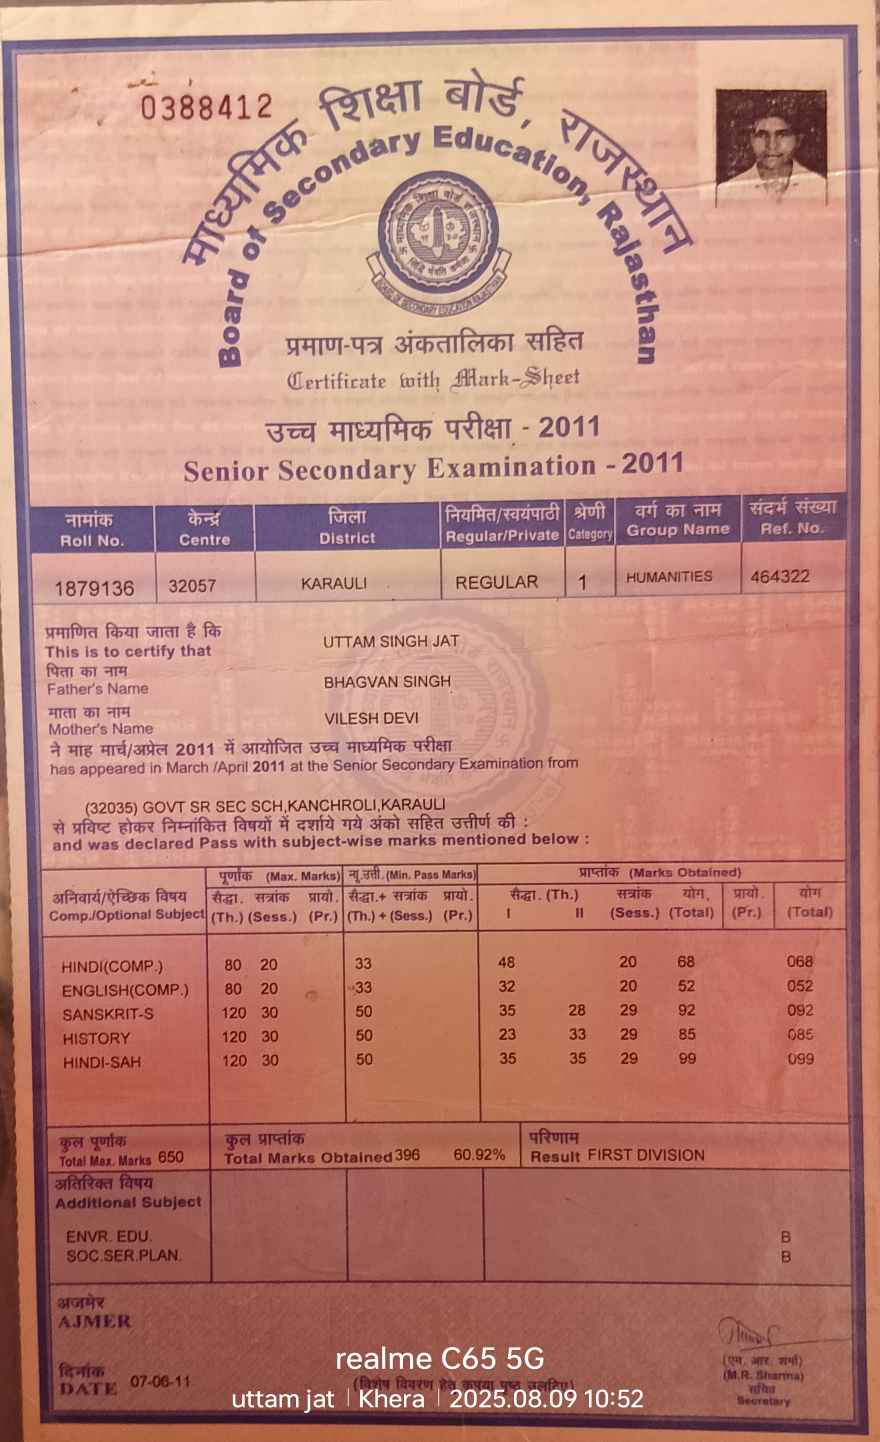 0388412
माध्यमिक शिक्षा बोर्ड, राजस्थान
Board of Secondary Education, Rajasthan
BOARD OF SECONDARY EDUCATION RAJASTHAN
प्रमाण-पत्र अंकतालिका सहित
Certificate with Mark-Sheet
उच्च माध्यमिक परीक्षा - 2011
Senior Secondary Examination - 2011
नामांक केन्द्र जिला नियमित/स्वयंपाठी श्रेणी वर्ग का नाम संदर्भ संख्या
Roll No. Centre District Regular/Private Category Group Name Ref. No.
1879136 32057 KARAULI REGULAR 1 HUMANITIES 464322
प्रमाणित किया जाता है कि
This is to certify that UTTAM SINGH JAT
पिता का नाम
Father's Name BHAGVAN SINGH
माता का नाम
Mother's Name VILESH DEVI
ने माह मार्च/अप्रेल 2011 में आयोजित उच्च माध्यमिक परीक्षा
has appeared in March /April 2011 at the Senior Secondary Examination from
(32035) GOVT SR SEC SCH,KANCHROLI,KARAULI
से प्रविष्ट होकर निम्नांकित विषयों में दर्शाये गये अंको सहित उत्तीर्ण की :
and was declared Pass with subject-wise marks mentioned below :
पूर्णांक (Max. Marks) न्यू.उत्ती. (Min. Pass Marks) प्राप्तांक (Marks Obtained)
अनिवार्य/ऐच्छिक विषय सैद्धा. सत्रांक प्रायो. सैद्धा.+ सत्रांक प्रायो. सैद्धा. (Th.) सत्रांक योग प्रायो. योग
Comp./Optional Subject (Th.) (Sess.) (Pr.) (Th.) + (Sess.) (Pr.) I II (Sess.) (Total) (Pr.) (Total)
HINDI(COMP.) 80 20 33 48 20 68 068
ENGLISH(COMP.) 80 20 33 32 20 52 052
SANSKRIT-S 120 30 50 35 28 29 92 092
HISTORY 120 30 50 23 33 29 85 085
HINDI-SAH 120 30 50 35 35 29 99 099
कुल पूर्णांक कुल प्राप्तांक परिणाम
Total Max. Marks 650 Total Marks Obtained 396 60.92% Result FIRST DIVISION
अतिरिक्त विषय
Additional Subject
ENVR. EDU. B
SOC.SER.PLAN. B
अजमेर
AJMER
(एम. आर. शर्मा)
(M.R. Sharma)
सचिव
Secretary
दिनांक
DATE 07-06-11
(विशेष विवरण हेतु कृपया पृष्ठ उलटिए)
realme C65 5G
uttam jat | Khera | 2025.08.09 10:52